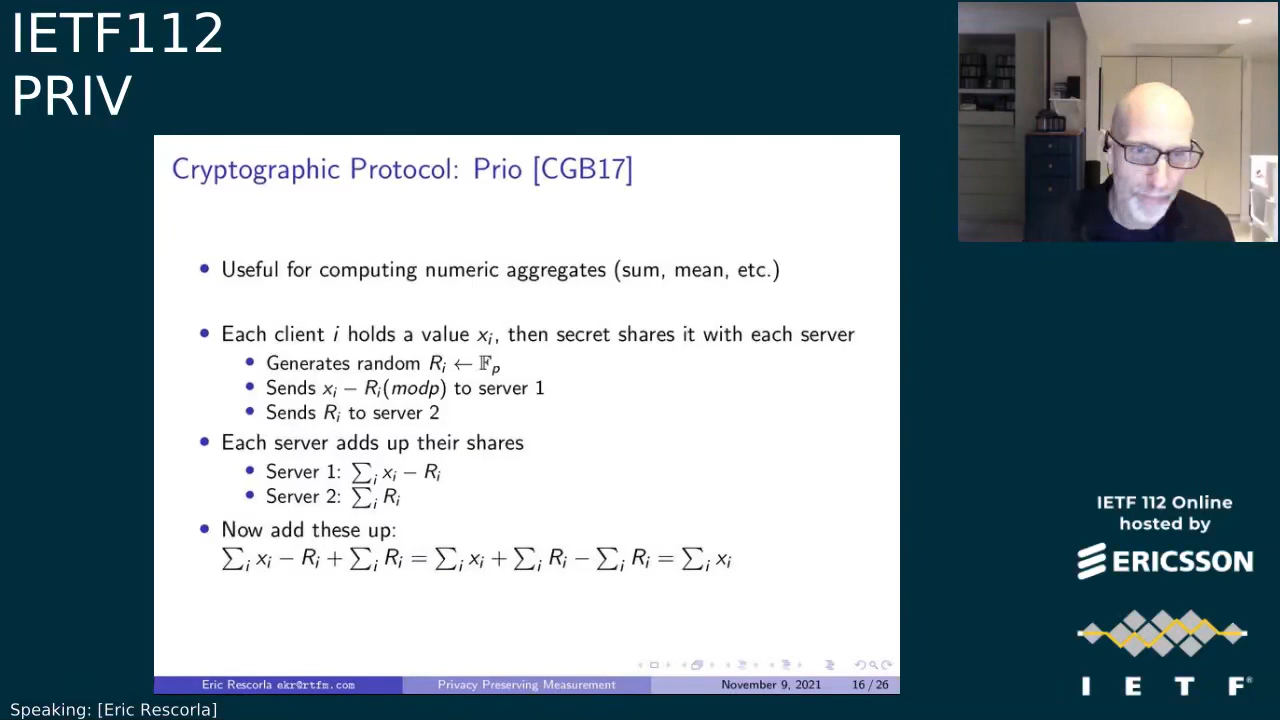 IETF112
PRIV
Cryptographic Protocol: Prio [CGB17]
• Useful for computing numeric aggregates (sum, mean, etc.)
• Each client i holds a value x_i, then secret shares it with each server
• Generates random R_i ← 𝔽_p
• Sends x_i − R_i(modp) to server 1
• Sends R_i to server 2
• Each server adds up their shares
• Server 1: ∑_i x_i − R_i
• Server 2: ∑_i R_i
• Now add these up:
∑_i x_i − R_i + ∑_i R_i = ∑_i x_i + ∑_i R_i − ∑_i R_i = ∑_i x_i
Eric Rescorla ekr@rtfm.com Privacy Preserving Measurement November 9, 2021 16 / 26
IETF 112 Online
hosted by
ERICSSON
I E T F®
Speaking: [Eric Rescorla]